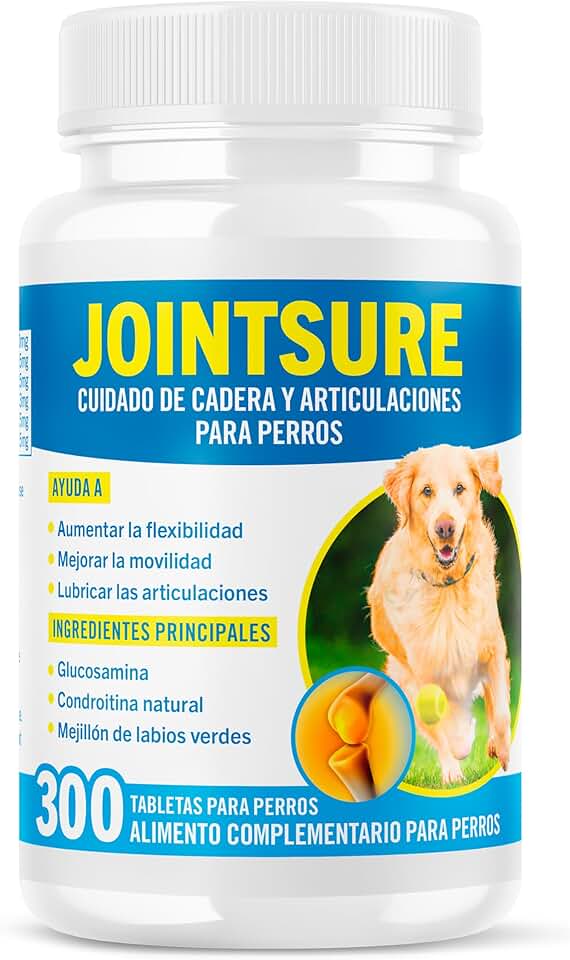 JOINTSURE
CUIDADO DE CADERA Y ARTICULACIONES
PARA PERROS
AYUDA A
• Aumentar la flexibilidad
• Mejorar la movilidad
• Lubricar las articulaciones
INGREDIENTES PRINCIPALES
• Glucosamina
• Condroitina natural
• Mejillón de labios verdes
300 TABLETAS PARA PERROS
ALIMENTO COMPLEMENTARIO PARA PERROS